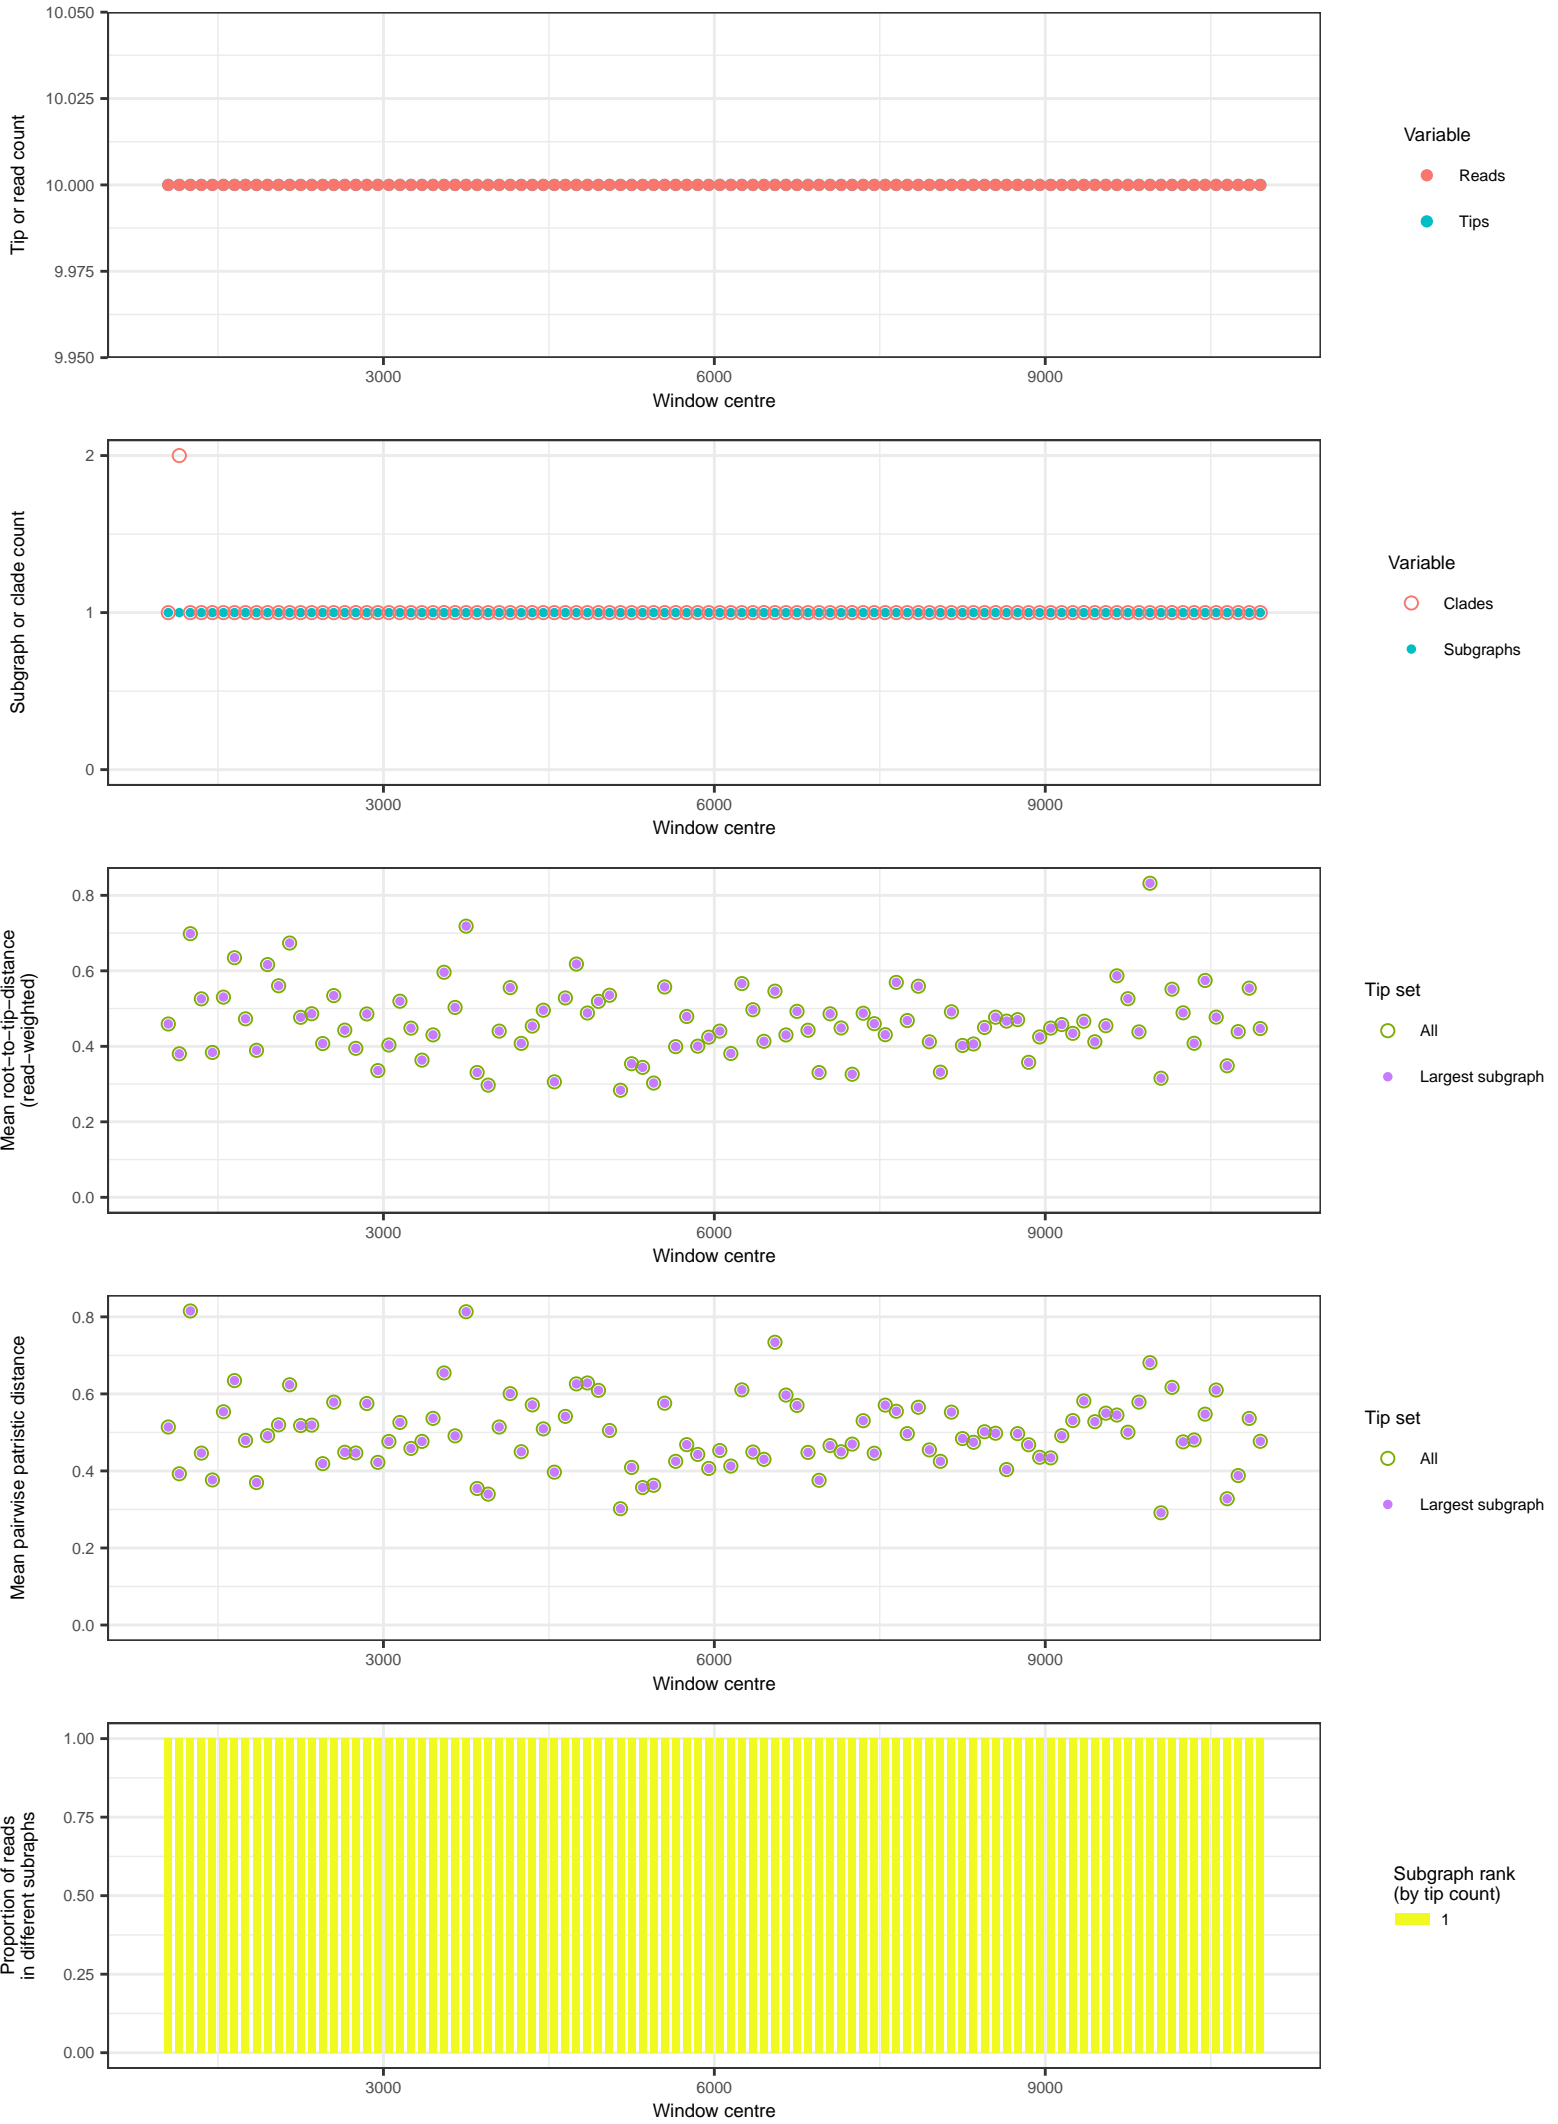 10.050
10.025
10.000
9.975
9.950
Tip or read count
3000
6000
9000
Window centre
Variable
Reads
Tips
2
1
0
Subgraph or clade count
3000
6000
9000
Window centre
Variable
Clades
Subgraphs
0.8
0.6
0.4
0.2
0.0
Mean root−to−tip−distance
(read−weighted)
3000
6000
9000
Window centre
Tip set
All
Largest subgraph
0.8
0.6
0.4
0.2
0.0
Mean pairwise patristic distance
3000
6000
9000
Window centre
Tip set
All
Largest subgraph
1.00
0.75
0.50
0.25
0.00
Proportion of reads
in different subraphs
3000
6000
9000
Window centre
Subgraph rank
(by tip count)
1